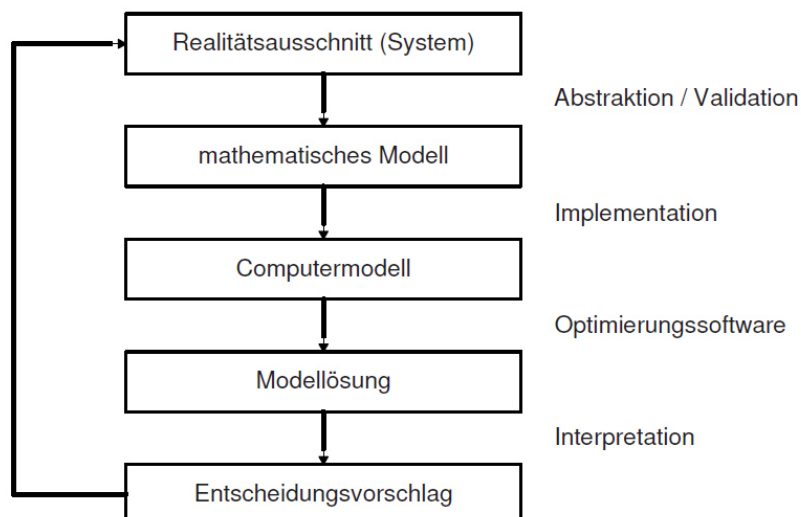 Realitätsausschnitt (System)
Abstraktion / Validation
mathematisches Modell
Implementation
Computermodell
Optimierungssoftware
Modellösung
Interpretation
Entscheidungsvorschlag